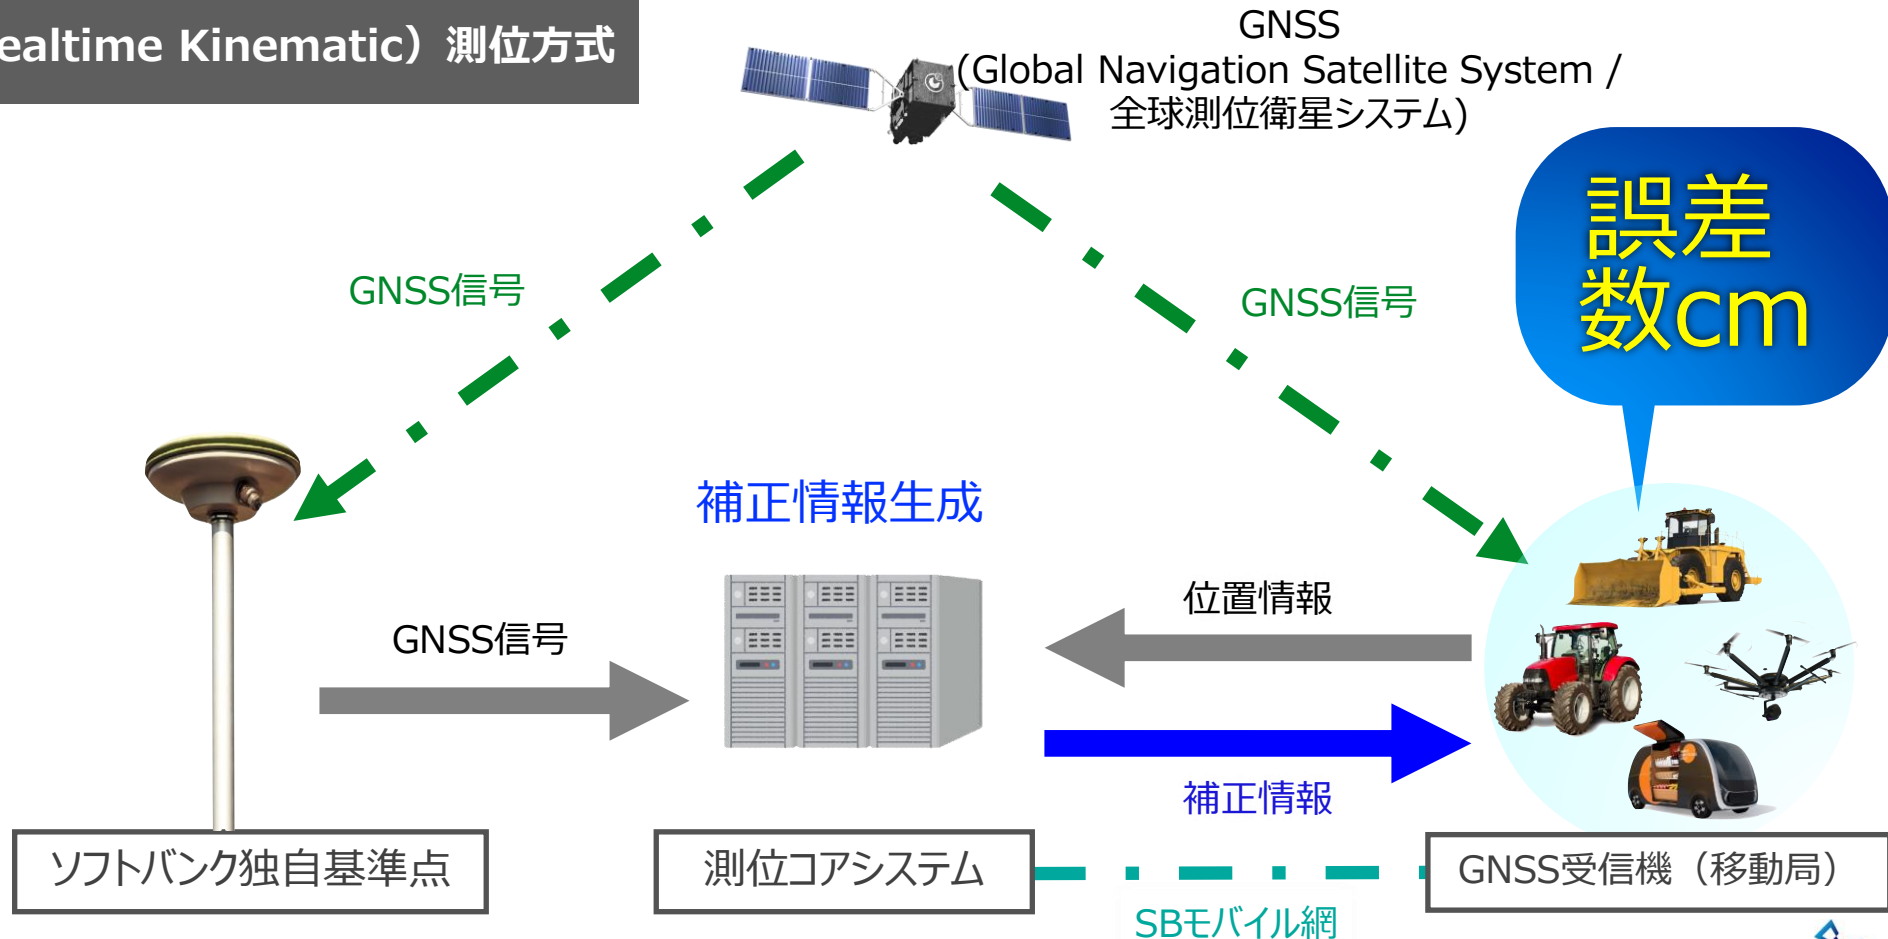 ealtime Kinematic）測位方式
GNSS
(Global Navigation Satellite System /
全球測位衛星システム)
誤差
数cm
GNSS信号
GNSS信号
補正情報生成
GNSS信号
位置情報
補正情報
ソフトバンク独自基準点
測位コアシステム
GNSS受信機（移動局）
SBモバイル網